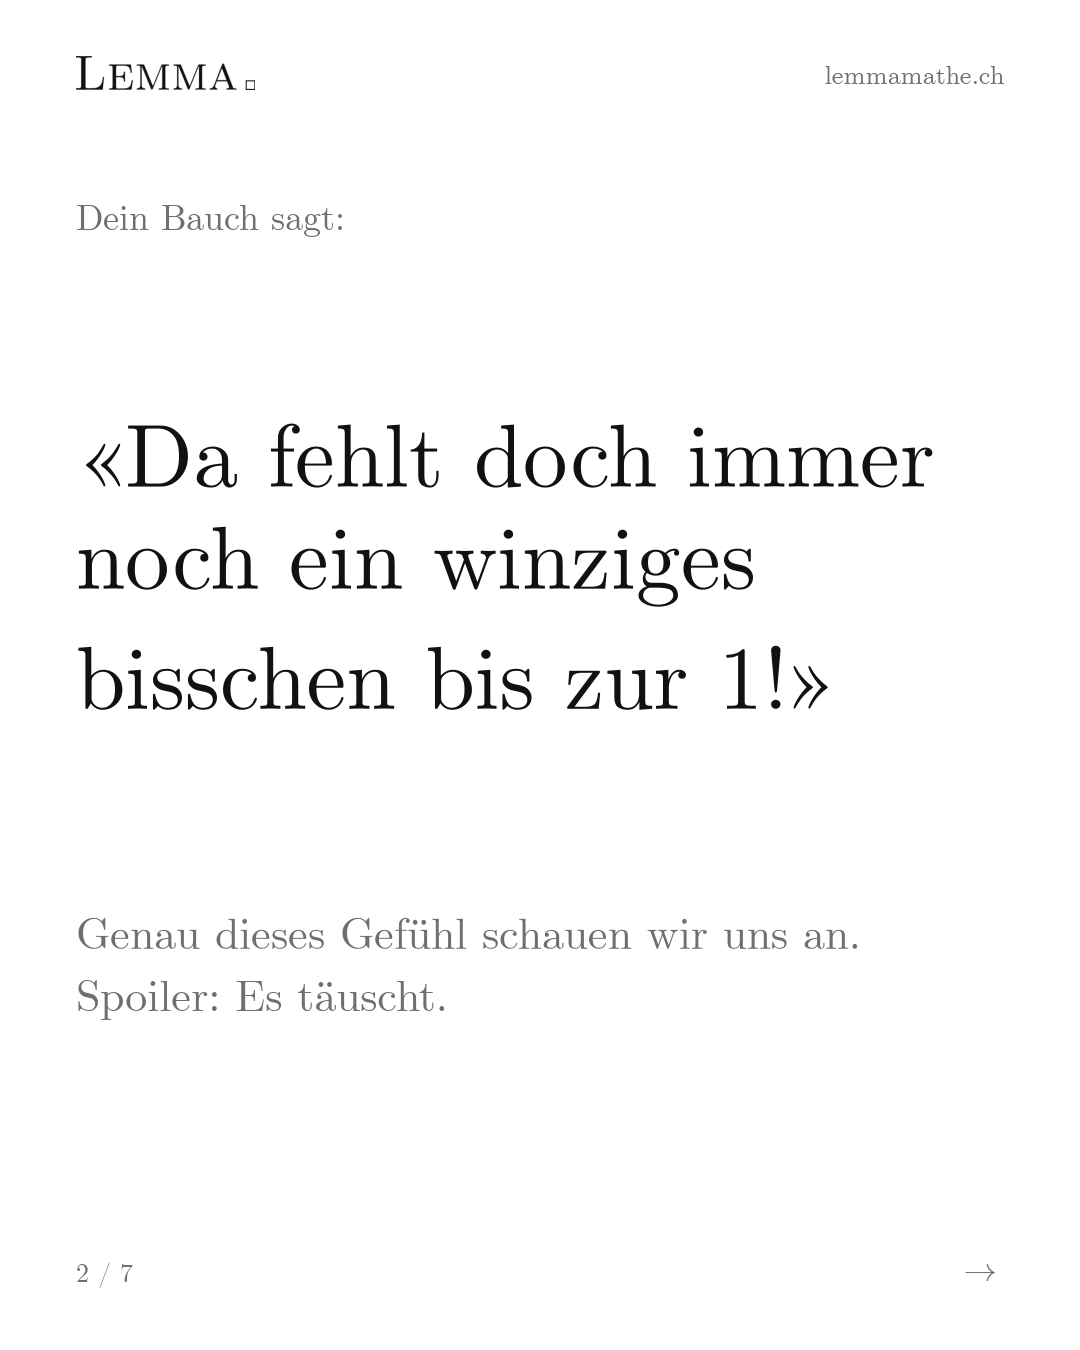 LEMMA□
lemmamathe.ch
Dein Bauch sagt:
«Da fehlt doch immer
noch ein winziges
bisschen bis zur 1!»
Genau dieses Gefühl schauen wir uns an.
Spoiler: Es täuscht.
2 / 7
→